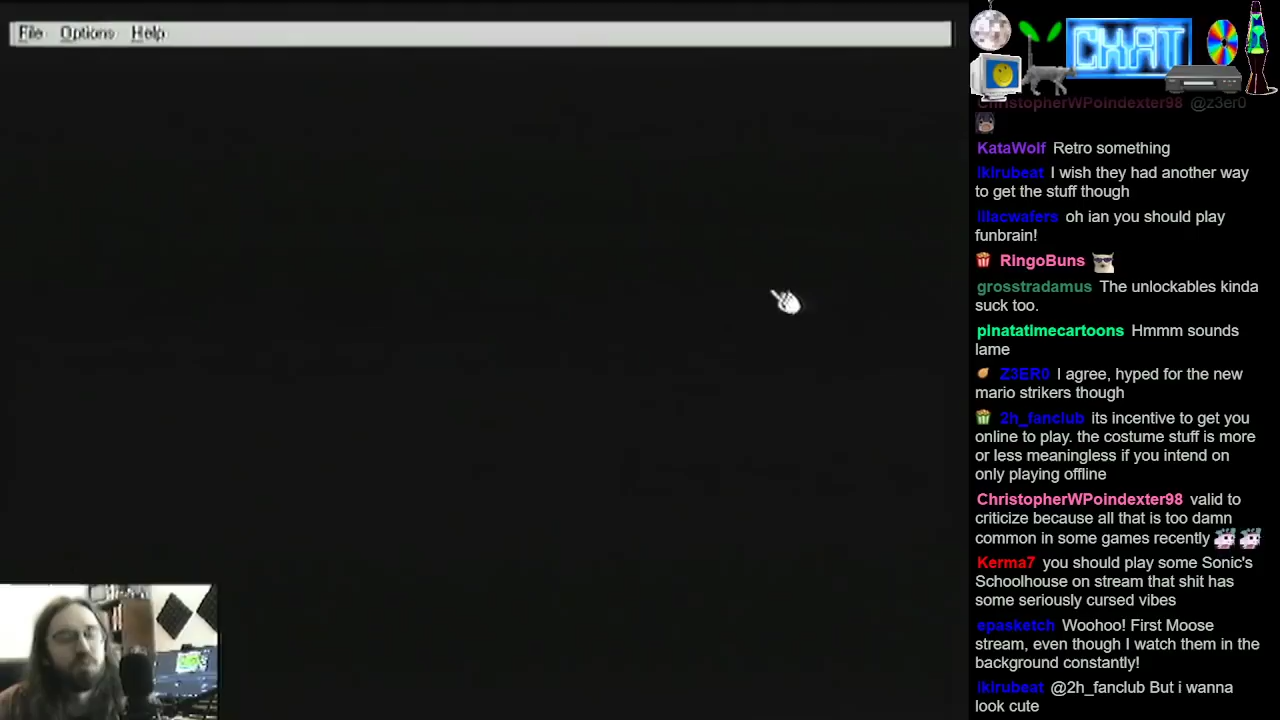 File Options Help
CHAT
ChristopherWPoindexter98 @z3er0
KataWolf Retro something
Ikirubeat I wish they had another way
to get the stuff though
lilacwafers oh ian you should play
funbrain!
RingoBuns
grosstradamus The unlockables kinda
suck too.
pinatatimecartoons Hmmm sounds
lame
Z3ER0 I agree, hyped for the new
mario strikers though
2h_fanclub its incentive to get you
online to play. the costume stuff is more
or less meaningless if you intend on
only playing offline
ChristopherWPoindexter98 valid to
criticize because all that is too damn
common in some games recently
Kerma7 you should play some Sonic's
Schoolhouse on stream that shit has
some seriously cursed vibes
epasketch Woohoo! First Moose
stream, even though I watch them in the
background constantly!
Ikirubeat @2h_fanclub But i wanna
look cute